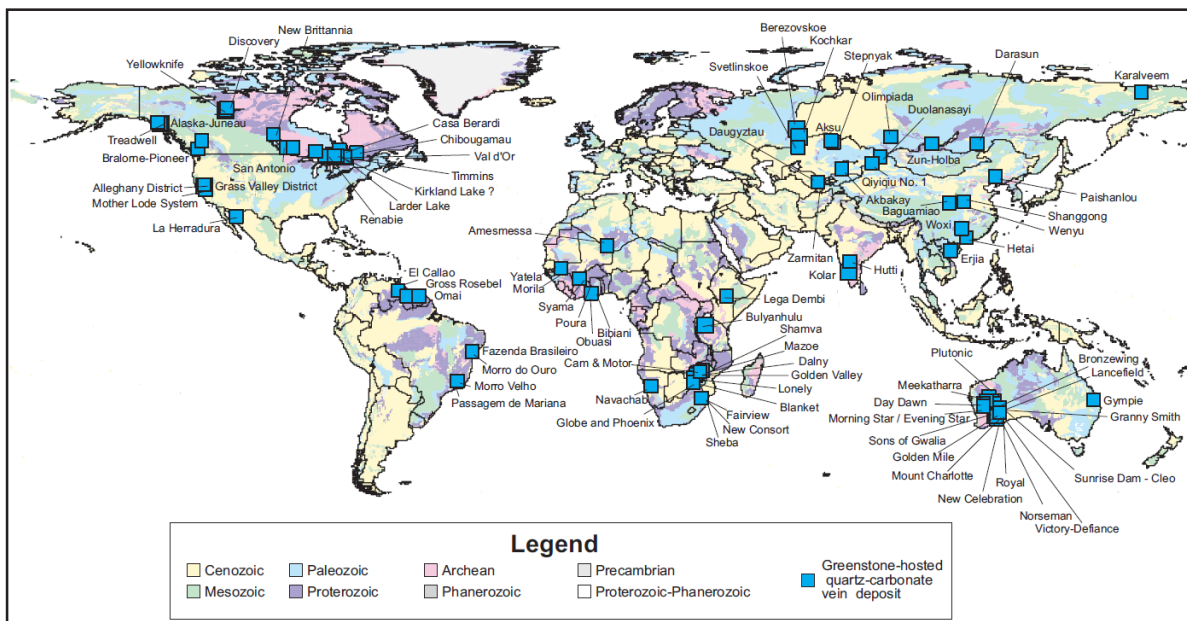 New Brittannia
Discovery
Yellowknife
Treadwell
Alaska-Juneau
Bralorne-Pioneer
San Antonio
Alleghany District
Grass Valley District
Mother Lode System
La Herradura
Casa Berardi
Chibougamau
Val d'Or
Timmins
Kirkland Lake ?
Larder Lake
Renabie
El Callao
Gross Rosebel
Omai
Fazenda Brasileiro
Morro do Ouro
Morro Velho
Passagem de Mariana
Berezovskoe
Kochkar
Svetlinskoe
Stepnyak
Darasun
Karalveem
Olimpiada
Duolanasayi
Daugyztau
Aksu
Zun-Holba
Qiyiqiu No. 1
Paishanlou
Akbakay
Baguamiao
Shanggong
Woxi
Wenyu
Hetai
Erjia
Zarmitan
Hutti
Kolar
Amesmessa
Yatela
Morila
Syama
Poura
Bibiani
Obuasi
Lega Dembi
Bulyanhulu
Shamva
Mazoe
Cam & Motor
Dalny
Golden Valley
Lonely
Blanket
Navachab
Globe and Phoenix
Fairview
New Consort
Sheba
Plutonic
Bronzewing
Lancefield
Meekatharra
Day Dawn
Gympie
Morning Star / Evening Star
Granny Smith
Sons of Gwalia
Golden Mile
Mount Charlotte
Sunrise Dam - Cleo
Royal
New Celebration
Norseman
Victory-Defiance
Legend
Cenozoic
Paleozoic
Archean
Precambrian
Mesozoic
Proterozoic
Phanerozoic
Proterozoic-Phanerozoic
Greenstone-hosted
quartz-carbonate
vein deposit